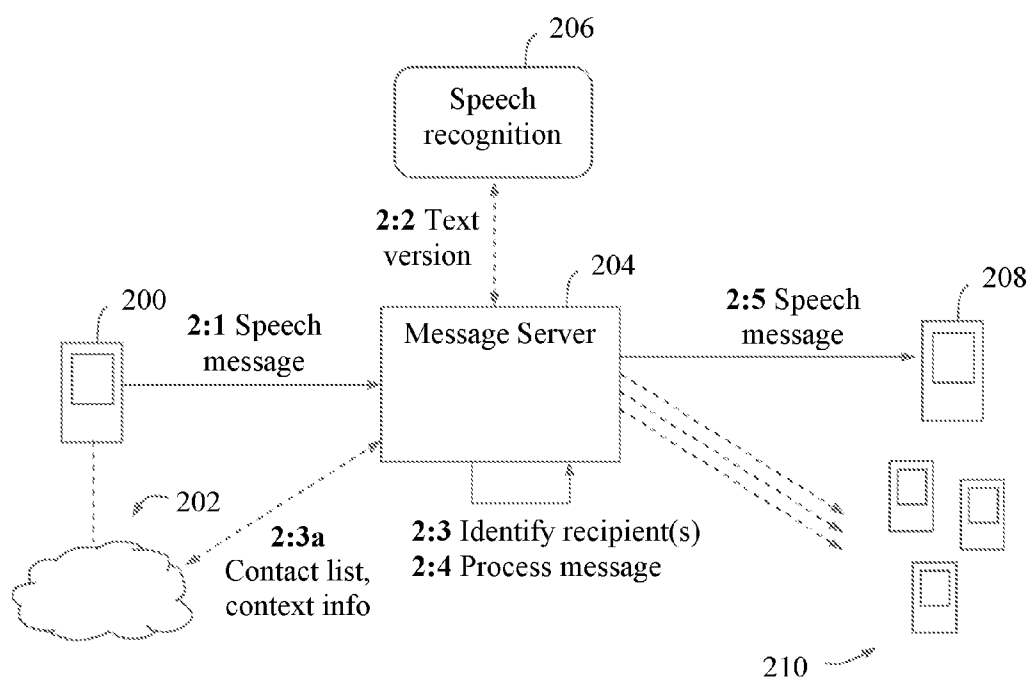 206
Speech
recognition
2:2 Text
version
204
200
2:1 Speech
message
Message Server
2:5 Speech
message
208
202
2:3a
Contact list,
context info
2:3 Identify recipient(s)
2:4 Process message
210